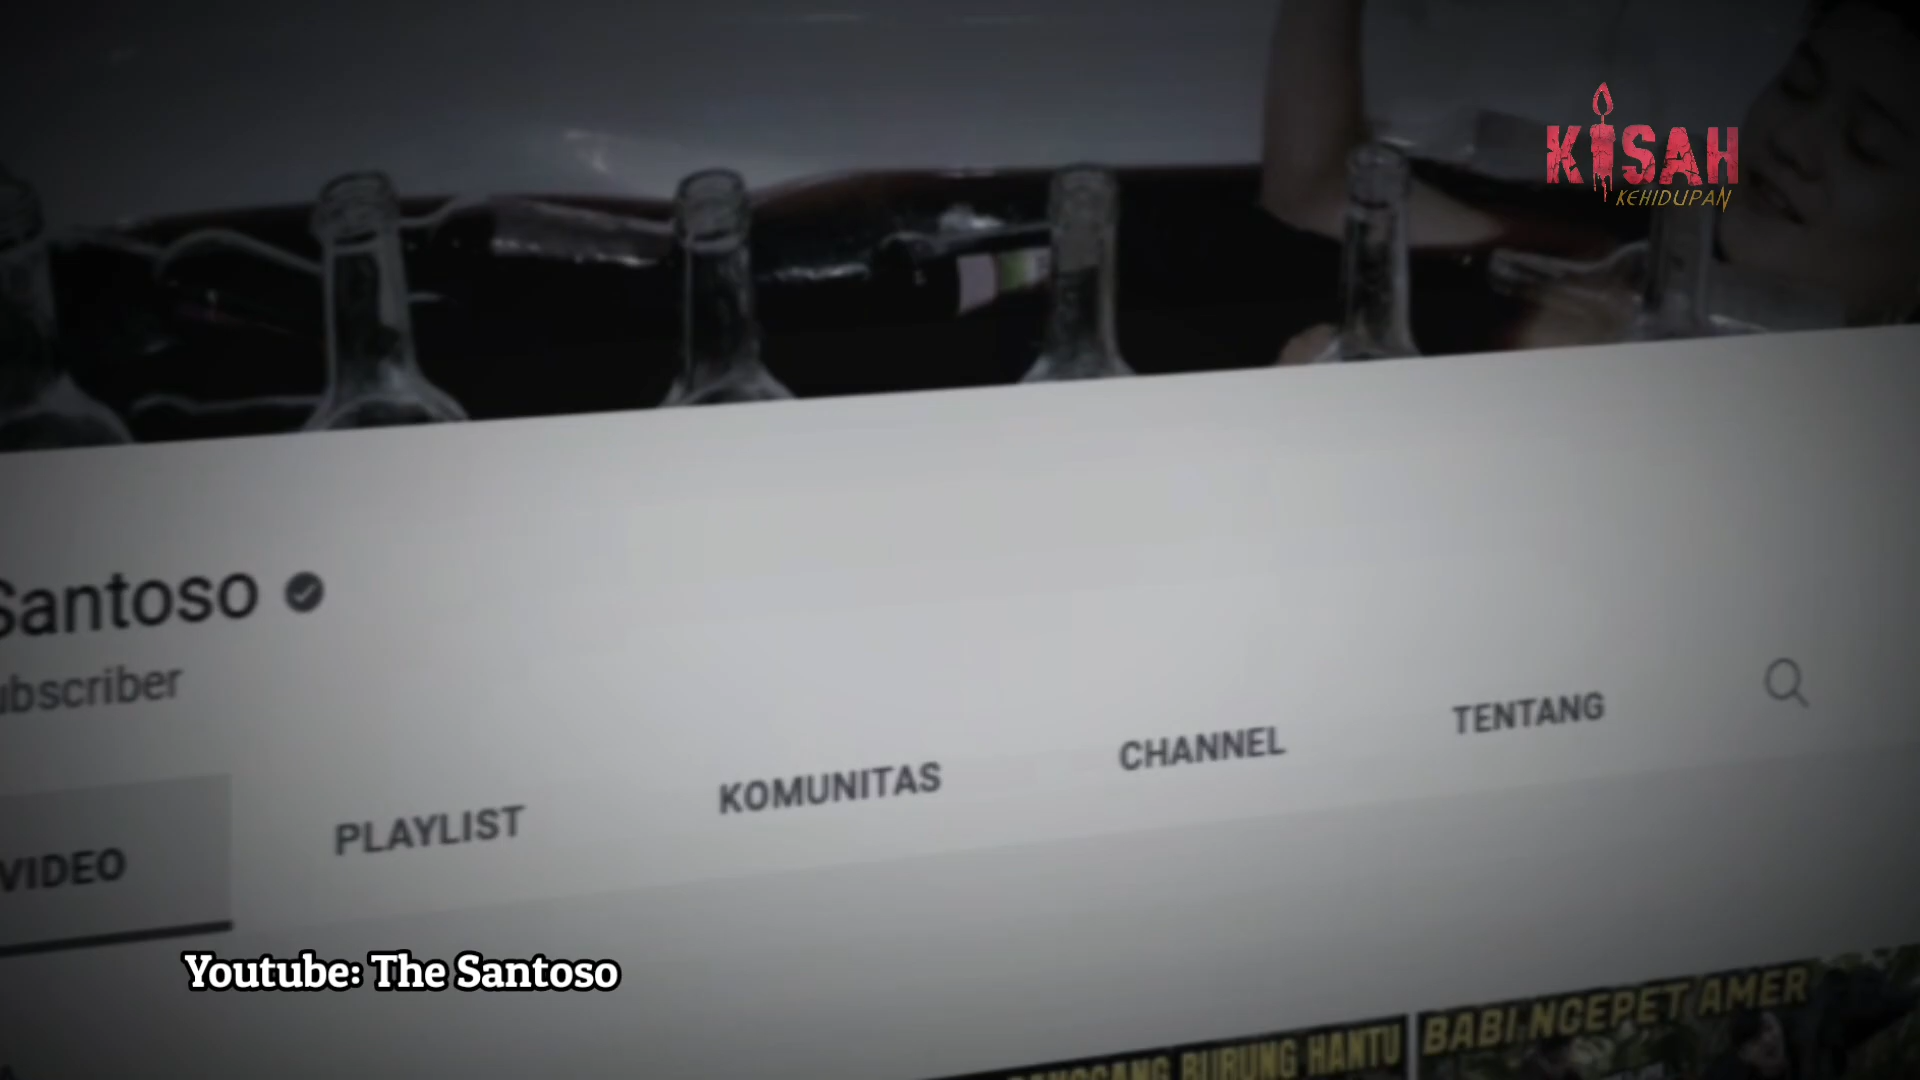 KISAH
KEHIDUPAN
Santoso
ubscriber
VIDEO
PLAYLIST
KOMUNITAS
CHANNEL
TENTANG
BURUNG HANTU
BABI NGEPET AMER
Youtube: The Santoso